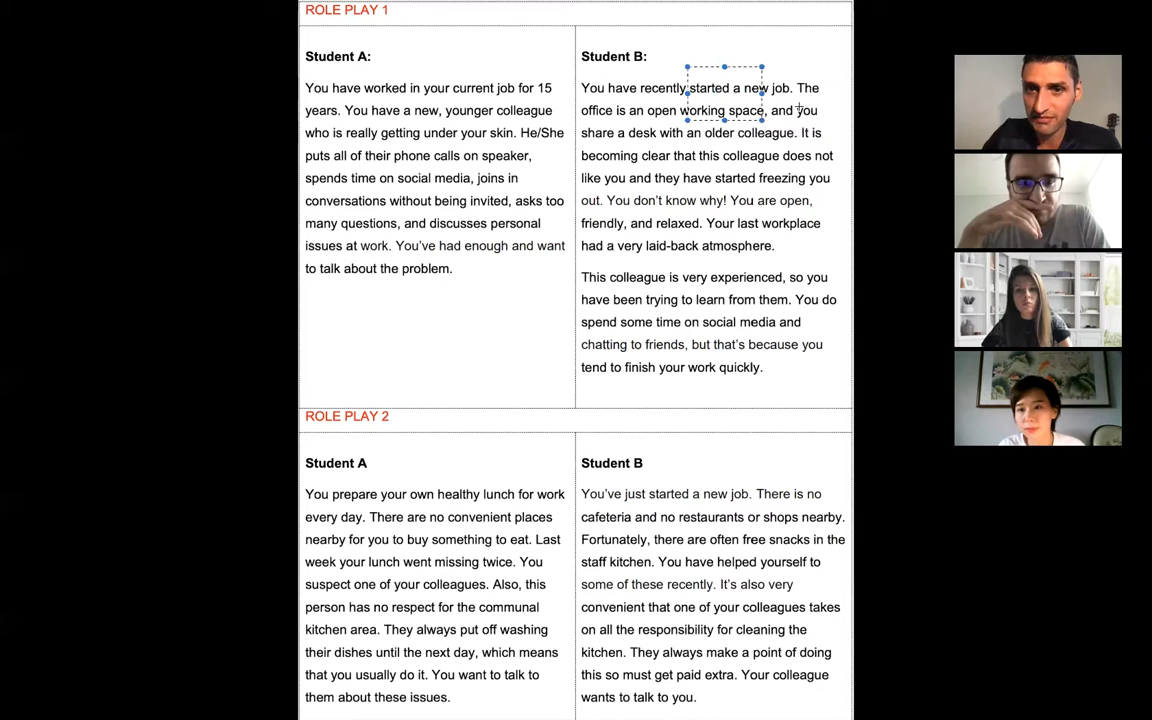 ROLE PLAY 1
Student A:
You have worked in your current job for 15
years. You have a new, younger colleague
who is really getting under your skin. He/She
puts all of their phone calls on speaker,
spends time on social media, joins in
conversations without being invited, asks too
many questions, and discusses personal
issues at work. You’ve had enough and want
to talk about the problem.
Student B:
You have recently started a new job. The
office is an open working space, and you
share a desk with an older colleague. It is
becoming clear that this colleague does not
like you and they have started freezing you
out. You don’t know why! You are open,
friendly, and relaxed. Your last workplace
had a very laid-back atmosphere.
This colleague is very experienced, so you
have been trying to learn from them. You do
spend some time on social media and
chatting to friends, but that’s because you
tend to finish your work quickly.
ROLE PLAY 2
Student A
You prepare your own healthy lunch for work
every day. There are no convenient places
nearby for you to buy something to eat. Last
week your lunch went missing twice. You
suspect one of your colleagues. Also, this
person has no respect for the communal
kitchen area. They always put off washing
their dishes until the next day, which means
that you usually do it. You want to talk to
them about these issues.
Student B
You’ve just started a new job. There is no
cafeteria and no restaurants or shops nearby.
Fortunately, there are often free snacks in the
staff kitchen. You have helped yourself to
some of these recently. It’s also very
convenient that one of your colleagues takes
on all the responsibility for cleaning the
kitchen. They always make a point of doing
this so must get paid extra. Your colleague
wants to talk to you.